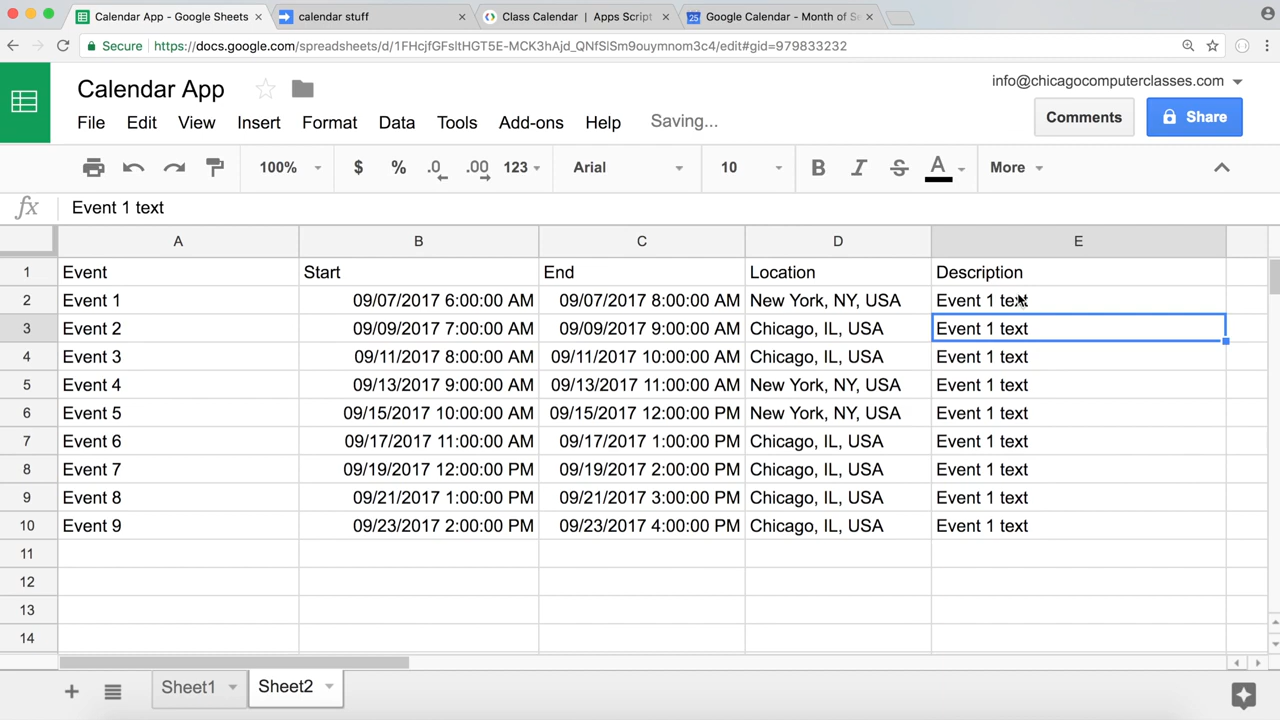 Calendar App - Google Sheets
calendar stuff
Class Calendar | Apps Script
Google Calendar - Month of Se
Secure
https://docs.google.com/spreadsheets/d/1FHcjfGFsltHGT5E-MCK3hAjd_QNfSlSm9ouymnom3c4/edit#gid=979833232
Calendar App
info@chicagocomputerclasses.com
File Edit View Insert Format Data Tools Add-ons Help Saving...
Comments
Share
100% $ % .0 .00 123 Arial 10 B I S A More
fx Event 1 text
A B C D E
1 Event Start End Location Description
2 Event 1 09/07/2017 6:00:00 AM 09/07/2017 8:00:00 AM New York, NY, USA Event 1 text
3 Event 2 09/09/2017 7:00:00 AM 09/09/2017 9:00:00 AM Chicago, IL, USA Event 1 text
4 Event 3 09/11/2017 8:00:00 AM 09/11/2017 10:00:00 AM Chicago, IL, USA Event 1 text
5 Event 4 09/13/2017 9:00:00 AM 09/13/2017 11:00:00 AM New York, NY, USA Event 1 text
6 Event 5 09/15/2017 10:00:00 AM 09/15/2017 12:00:00 PM New York, NY, USA Event 1 text
7 Event 6 09/17/2017 11:00:00 AM 09/17/2017 1:00:00 PM Chicago, IL, USA Event 1 text
8 Event 7 09/19/2017 12:00:00 PM 09/19/2017 2:00:00 PM Chicago, IL, USA Event 1 text
9 Event 8 09/21/2017 1:00:00 PM 09/21/2017 3:00:00 PM Chicago, IL, USA Event 1 text
10 Event 9 09/23/2017 2:00:00 PM 09/23/2017 4:00:00 PM Chicago, IL, USA Event 1 text
11
12
13
14
Sheet1
Sheet2